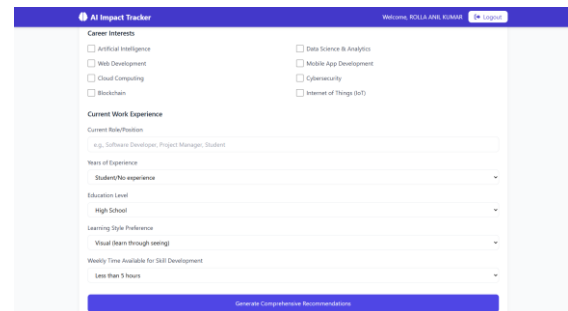 AI Impact Tracker
Welcome, ROLLA ANIL KUMAR
Logout
Career Interests
Artificial Intelligence
Data Science & Analytics
Web Development
Mobile App Development
Cloud Computing
Cybersecurity
Blockchain
Internet of Things (IoT)
Current Work Experience
Current Role/Position
e.g., Software Developer, Project Manager, Student
Years of Experience
Student/No experience
Education Level
High School
Learning Style Preference
Visual (learn through seeing)
Weekly Time Available for Skill Development
Less than 5 hours
Generate Comprehensive Recommendations